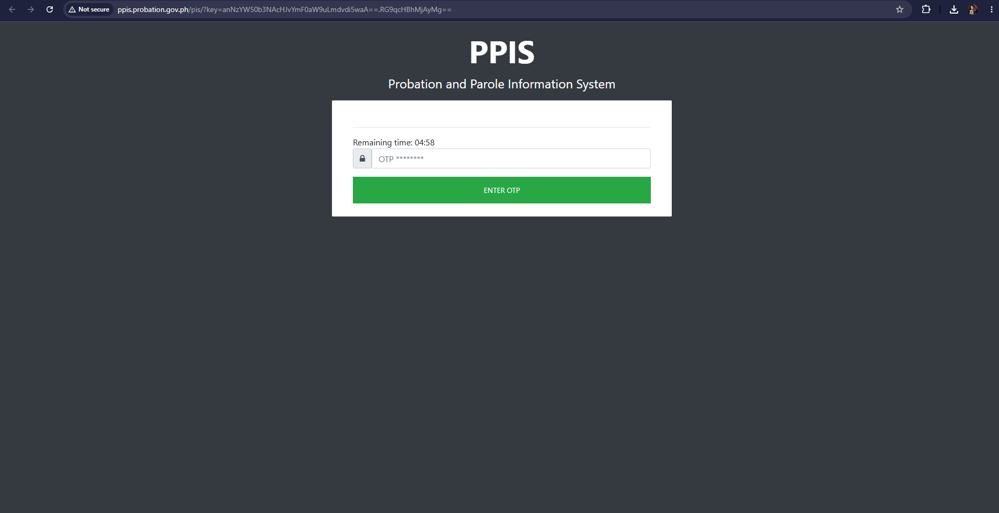 Not secure
ppis.probation.gov.ph/pis/?key=anNzYW50b3NAcHJvYmF0aW9uLmdvdi5waA==.RG9qcHBhMjAyMg==
PPIS
Probation and Parole Information System
Remaining time: 04:58
OTP ********
ENTER OTP